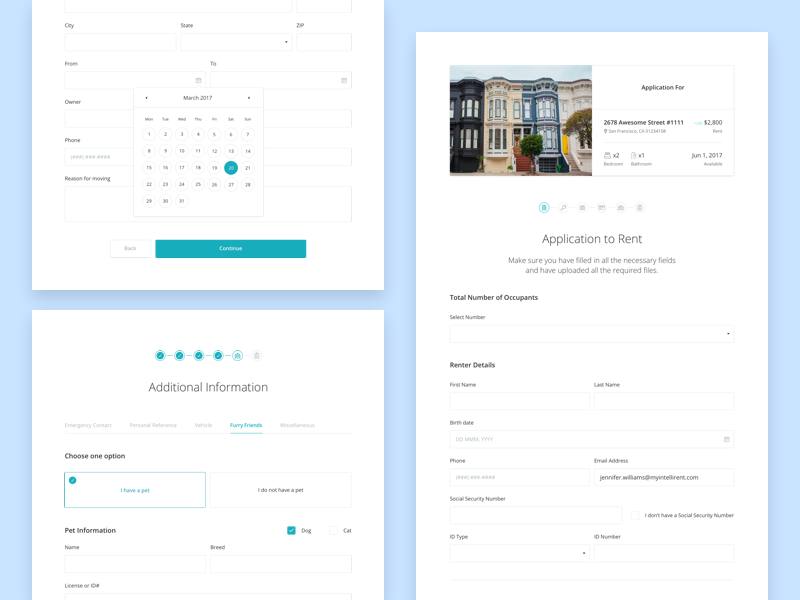 City
State
ZIP
From
To
Owner
March 2017
Mon Tue Wed Thu Fri Sat Sun
1 2 3 4 5 6 7
8 9 10 11 12 13 14
15 16 17 18 19 20 21
22 23 24 25 26 27 28
29 30 31
Phone
(###) ###-####
Reason for moving
Back
Continue
Additional Information
Emergency Contact
Personal Reference
Vehicle
Furry Friends
Miscellaneous
Choose one option
I have a pet
I do not have a pet
Pet Information
Dog
Cat
Name
Breed
License or ID#
Application For
2678 Awesome Street #1111
San Francisco, CA 01234158
$2,800
Rent
x2
Bedroom
x1
Bathroom
Jun 1, 2017
Available
Application to Rent
Make sure you have filled in all the necessary fields
and have uploaded all the required files.
Total Number of Occupants
Select Number
Renter Details
First Name
Last Name
Birth date
DD MMM, YYYY
Phone
(###) ###-####
Email Address
jennifer.williams@myintellirent.com
Social Security Number
I don't have a Social Security Number
ID Type
ID Number